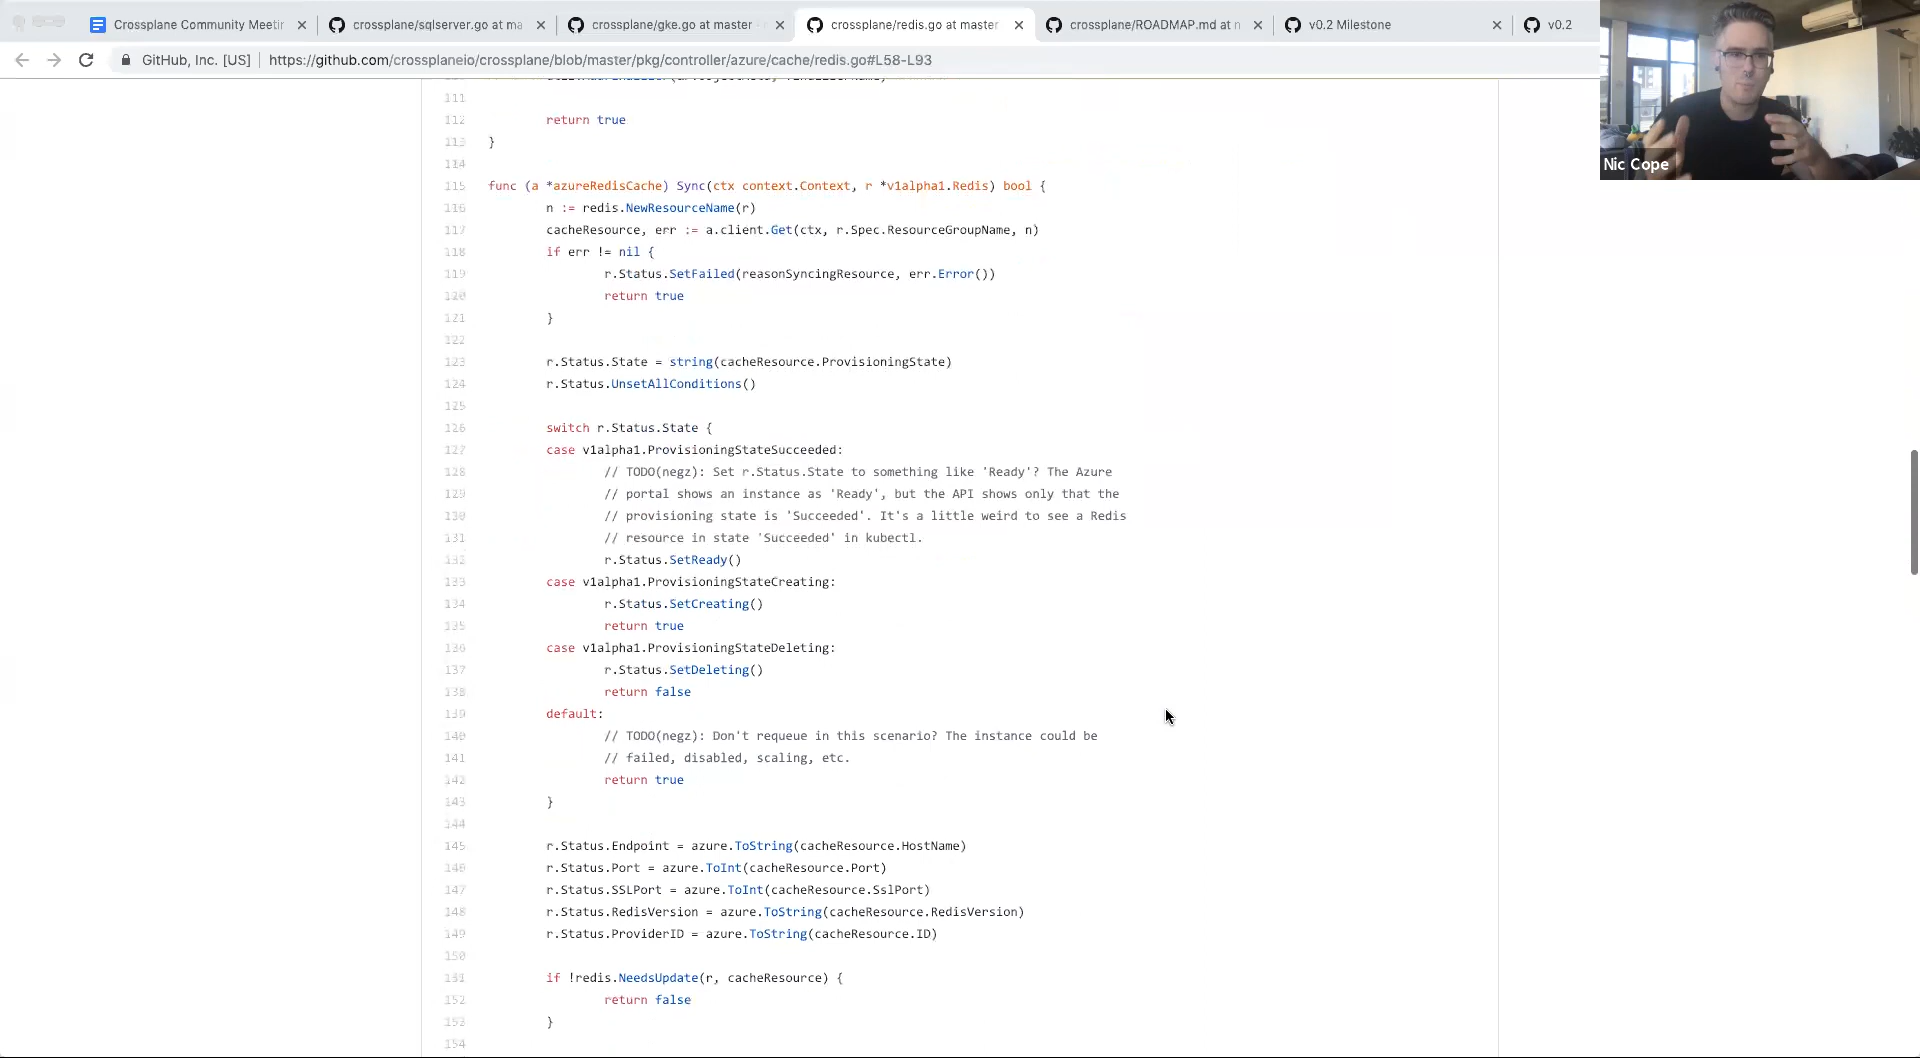 Crossplane Community Meetin
crossplane/sqlserver.go at ma
crossplane/gke.go at master ·
crossplane/redis.go at master
crossplane/ROADMAP.md at n
v0.2 Milestone
v0.2
GitHub, Inc. [US]
https://github.com/crossplaneio/crossplane/blob/master/pkg/controller/azure/cache/redis.go#L58-L93
111
112 return true
113 }
114
115 func (a *azureRedisCache) Sync(ctx context.Context, r *v1alpha1.Redis) bool {
116 n := redis.NewResourceName(r)
117 cacheResource, err := a.client.Get(ctx, r.Spec.ResourceGroupName, n)
118 if err != nil {
119 r.Status.SetFailed(reasonSyncingResource, err.Error())
120 return true
121 }
122
123 r.Status.State = string(cacheResource.ProvisioningState)
124 r.Status.UnsetAllConditions()
125
126 switch r.Status.State {
127 case v1alpha1.ProvisioningStateSucceeded:
128 // TODO(negz): Set r.Status.State to something like 'Ready'? The Azure
129 // portal shows an instance as 'Ready', but the API shows only that the
130 // provisioning state is 'Succeeded'. It's a little weird to see a Redis
131 // resource in state 'Succeeded' in kubectl.
132 r.Status.SetReady()
133 case v1alpha1.ProvisioningStateCreating:
134 r.Status.SetCreating()
135 return true
136 case v1alpha1.ProvisioningStateDeleting:
137 r.Status.SetDeleting()
138 return false
139 default:
140 // TODO(negz): Don't requeue in this scenario? The instance could be
141 // failed, disabled, scaling, etc.
142 return true
143 }
144
145 r.Status.Endpoint = azure.ToString(cacheResource.HostName)
146 r.Status.Port = azure.ToInt(cacheResource.Port)
147 r.Status.SSLPort = azure.ToInt(cacheResource.SslPort)
148 r.Status.RedisVersion = azure.ToString(cacheResource.RedisVersion)
149 r.Status.ProviderID = azure.ToString(cacheResource.ID)
150
151 if !redis.NeedsUpdate(r, cacheResource) {
152 return false
153 }
154
Nic Cope